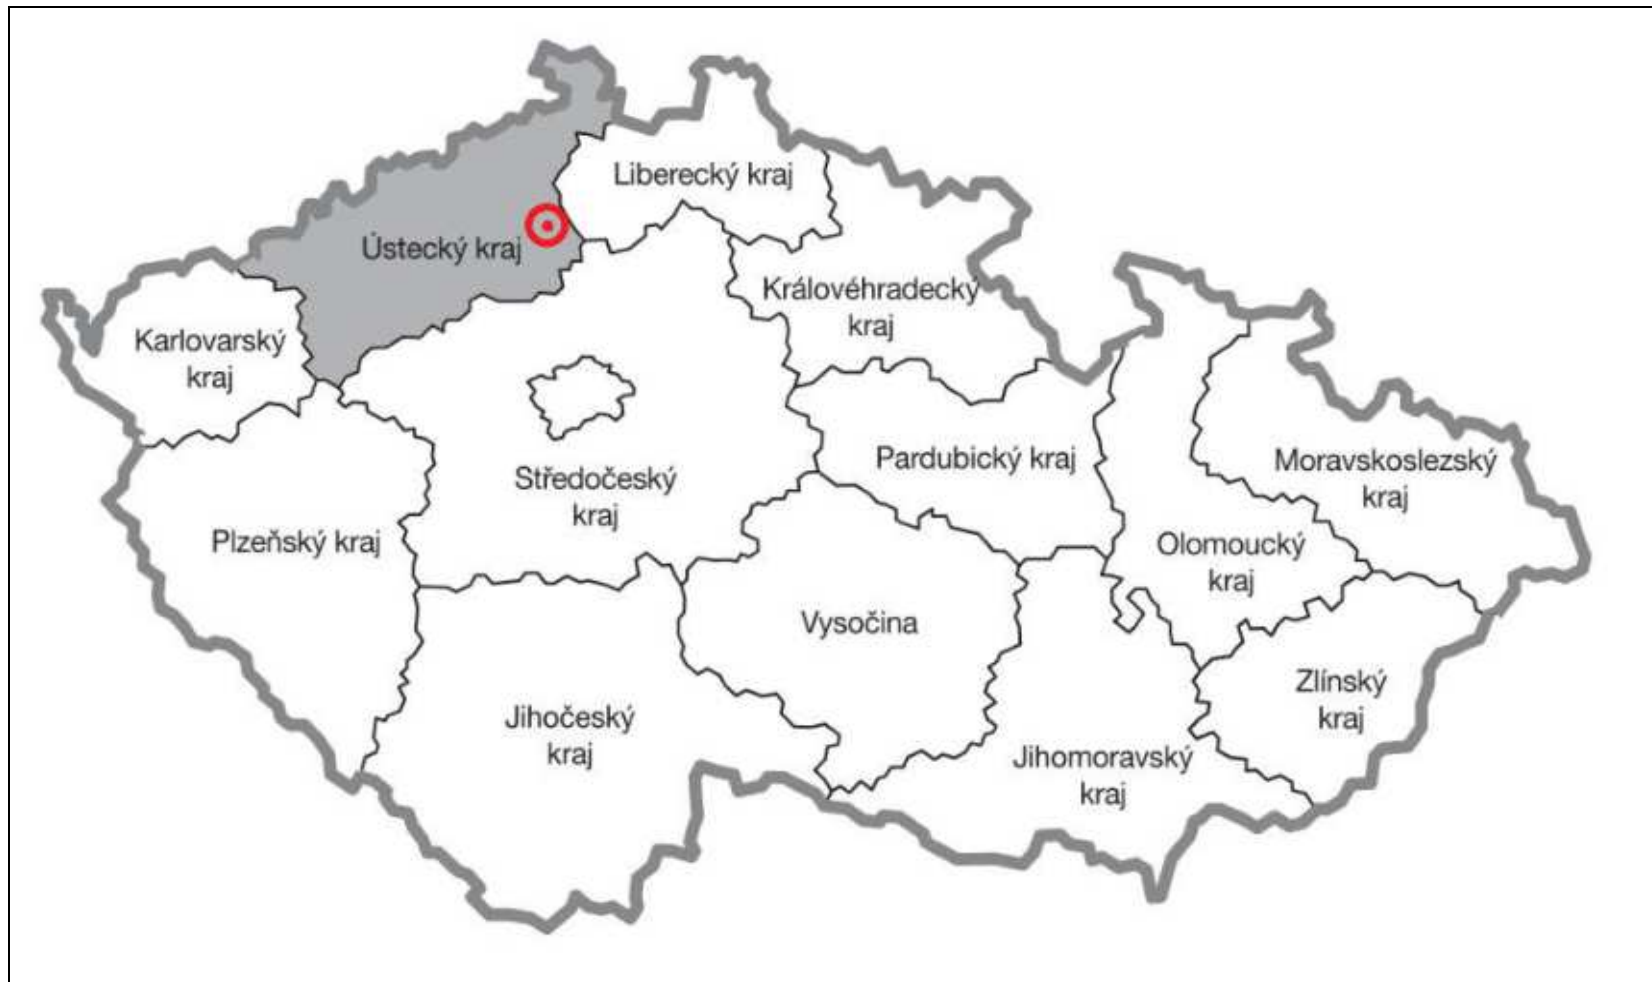 Liberecký kraj
Ústecký kraj
Královéhradecký
kraj
Karlovarský
kraj
Pardubický kraj
Moravskoslezský
kraj
Středočeský
kraj
Plzeňský kraj
Olomoucký
kraj
Vysočina
Zlínský
kraj
Jihočeský
kraj
Jihomoravský
kraj